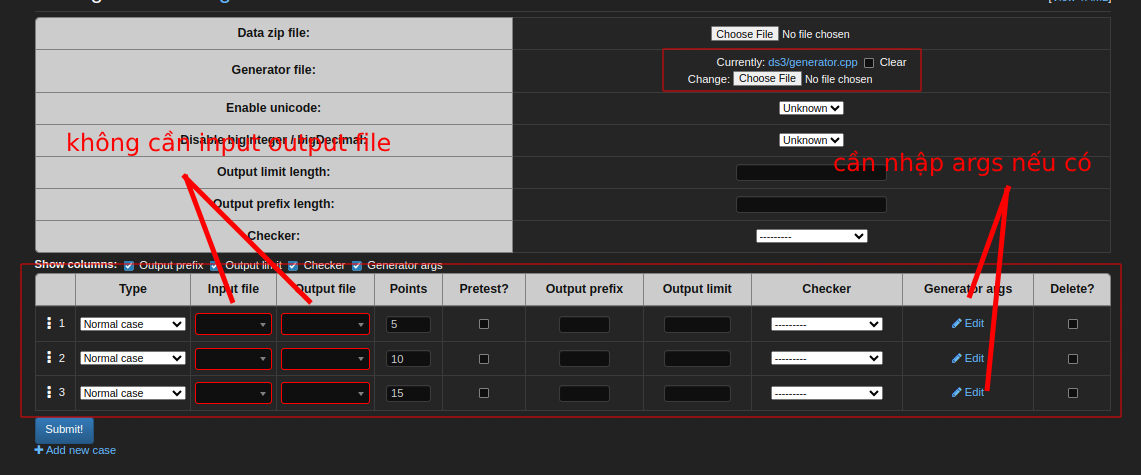 Data zip file: Choose File No file chosen
Generator file: Currently: ds3/generator.cpp Clear
Change: Choose File No file chosen
Enable unicode: Unknown
Disable bigInteger / bigDecimal: Unknown
không cần input output file
cần nhập args nếu có
Output limit length:
Output prefix length:
Checker: ---------
Show columns: Output prefix Output limit Checker Generator args
Type Input file Output file Points Pretest? Output prefix Output limit Checker Generator args Delete?
1 Normal case 5 --------- Edit
2 Normal case 10 --------- Edit
3 Normal case 15 --------- Edit
Submit!
Add new case